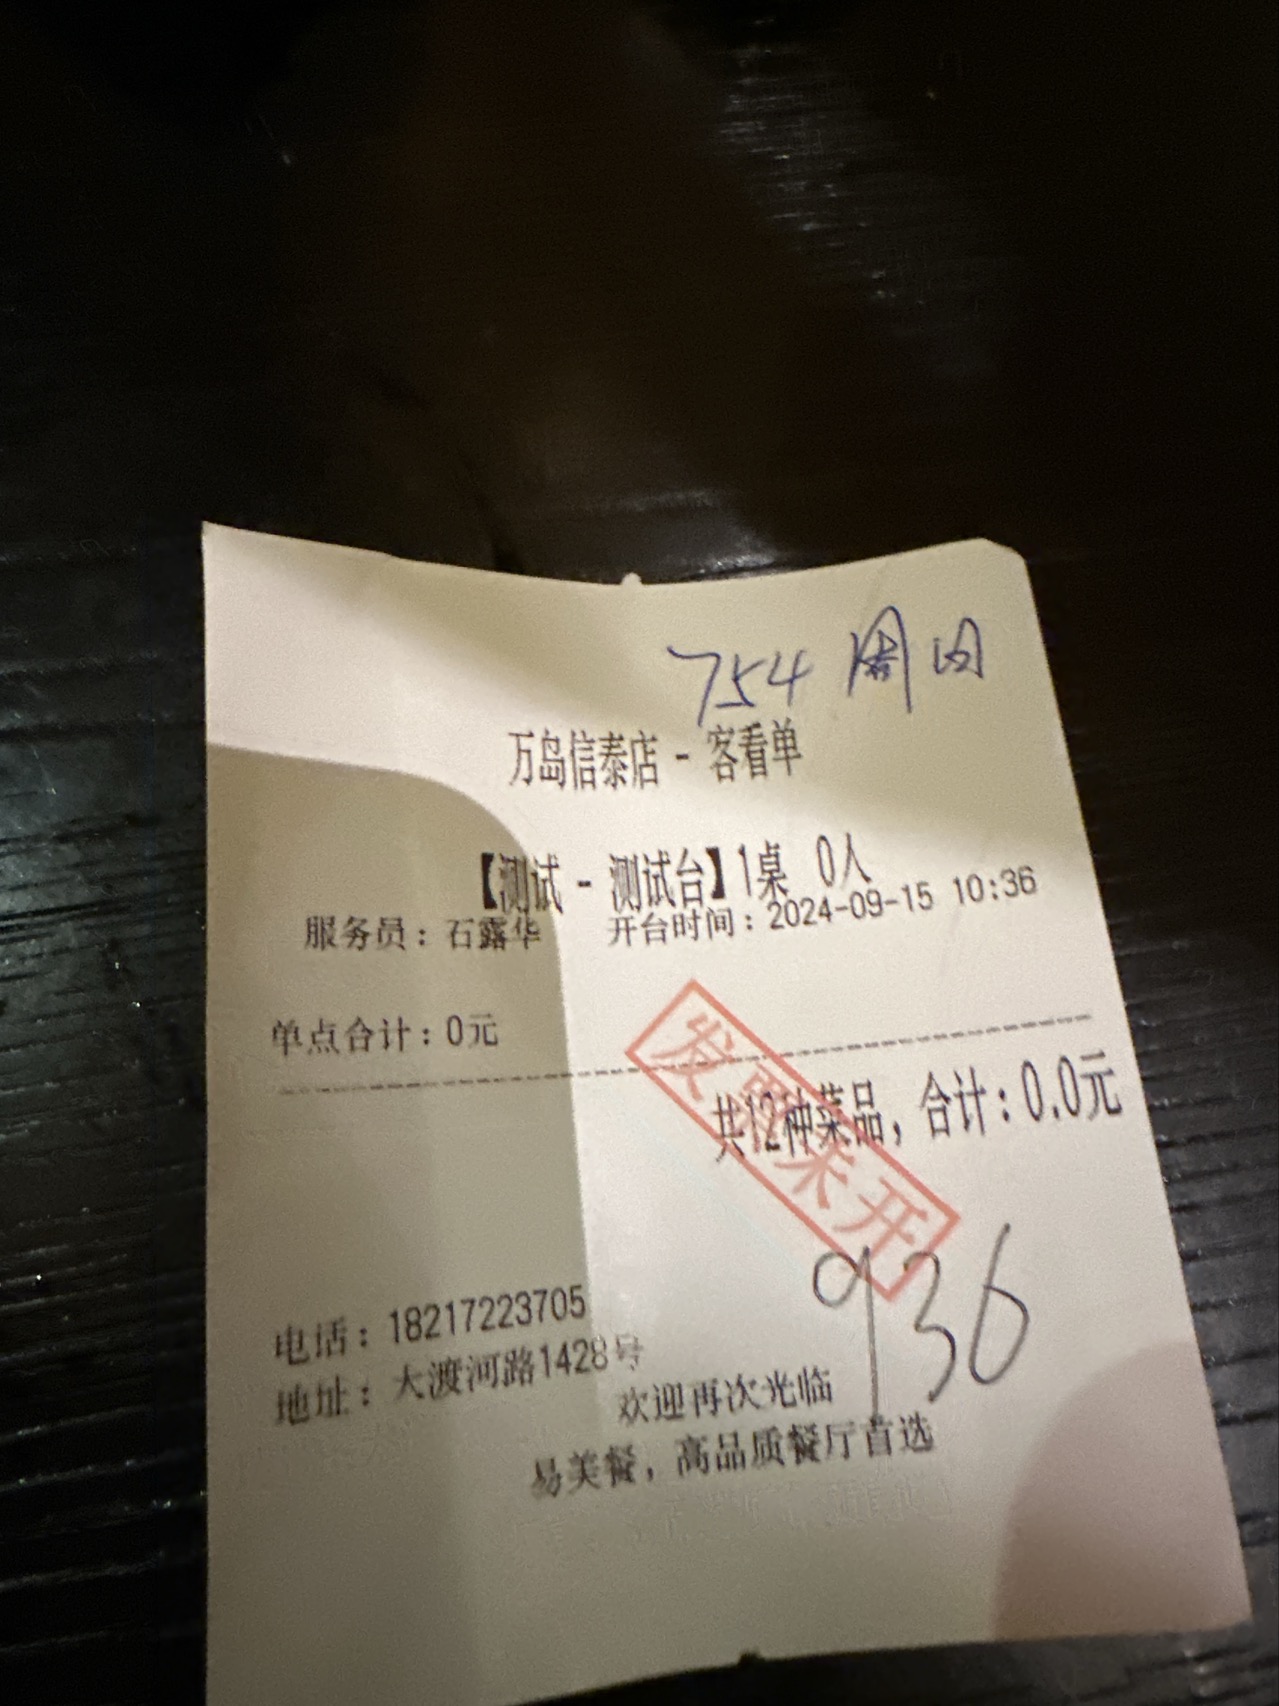 754 周内
万岛信泰店 - 客看单
【测试 - 测试台】1桌 0人
服务员：石露华 开台时间：2024-09-15 10:36
单点合计：0元
发票未开
共12种菜品，合计：0.0元
936
电话：18217223705
地址：大渡河路1428号
欢迎再次光临
易美餐，高品质餐厅首选